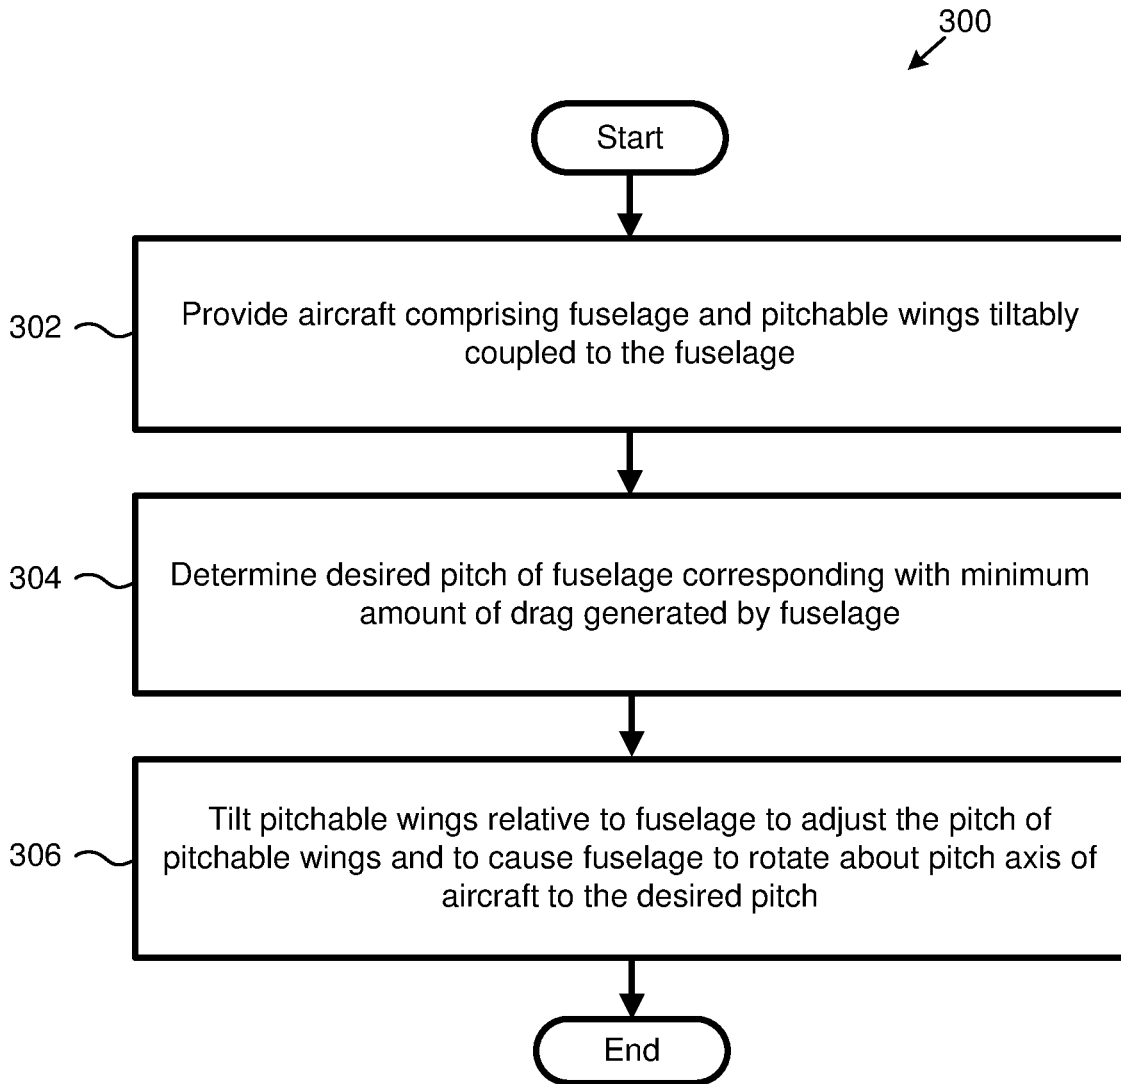 300
Start
302
Provide aircraft comprising fuselage and pitchable wings tiltably
coupled to the fuselage
304
Determine desired pitch of fuselage corresponding with minimum
amount of drag generated by fuselage
306
Tilt pitchable wings relative to fuselage to adjust the pitch of
pitchable wings and to cause fuselage to rotate about pitch axis of
aircraft to the desired pitch
End